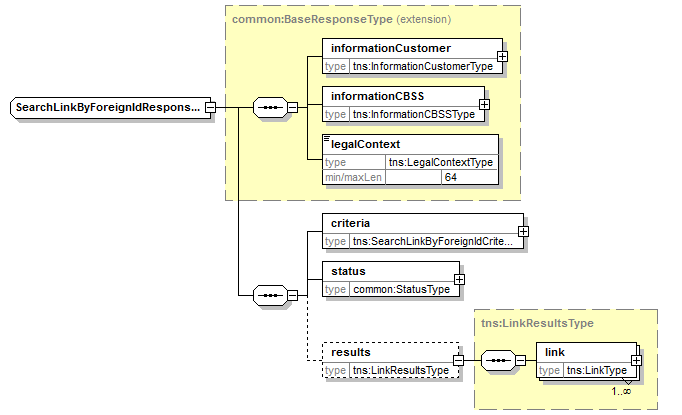 common:BaseResponseType (extension)
informationCustomer
type tns:InformationCustomerType
informationCBSS
type tns:InformationCBSSType
SearchLinkByForeignIdRespons...
legalContext
type tns:LegalContextType
min/maxLen 64
criteria
type tns:SearchLinkByForeignIdCrite...
status
type common:StatusType
tns:LinkResultsType
results
type tns:LinkResultsType
link
type tns:LinkType
1..∞